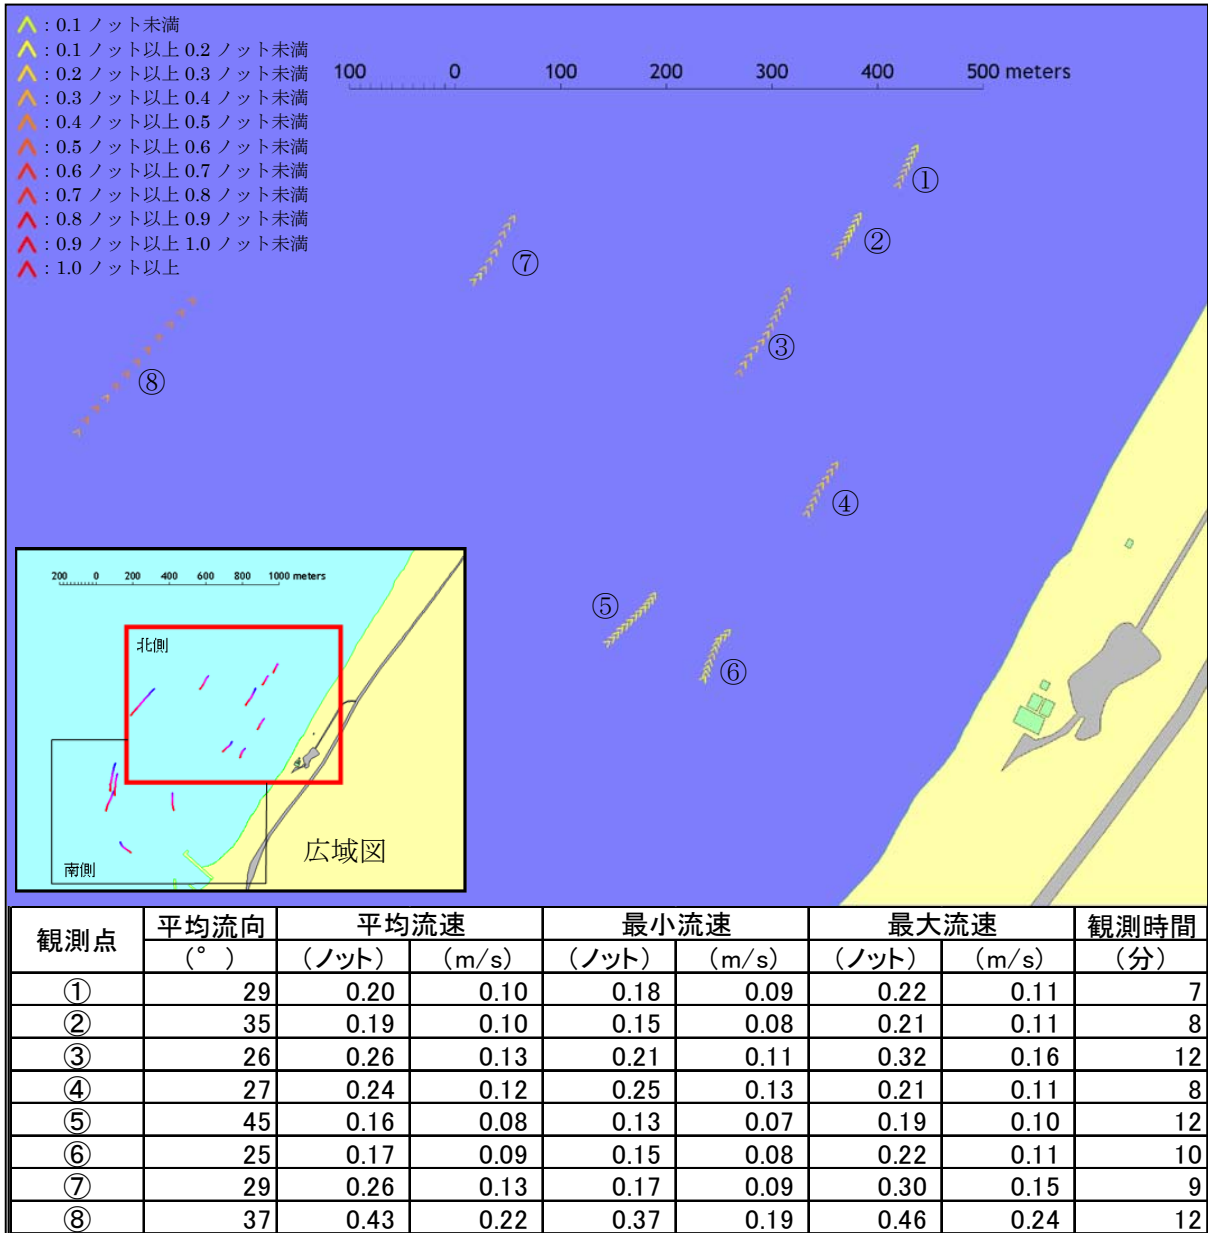 : 0.1 ノット未満
: 0.1 ノット以上 0.2 ノット未満
: 0.2 ノット以上 0.3 ノット未満
: 0.3 ノット以上 0.4 ノット未満
: 0.4 ノット以上 0.5 ノット未満
: 0.5 ノット以上 0.6 ノット未満
: 0.6 ノット以上 0.7 ノット未満
: 0.7 ノット以上 0.8 ノット未満
: 0.8 ノット以上 0.9 ノット未満
: 0.9 ノット以上 1.0 ノット未満
: 1.0 ノット以上
100 0 100 200 300 400 500 meters
①
②
⑦
③
⑧
④
⑤
⑥
200 0 200 400 600 800 1000 meters
北側
南側
広域図
観測点 平均流向 平均流速 最小流速 最大流速 観測時間
(°) (ノット) (m/s) (ノット) (m/s) (ノット) (m/s) (分)
① 29 0.20 0.10 0.18 0.09 0.22 0.11 7
② 35 0.19 0.10 0.15 0.08 0.21 0.11 8
③ 26 0.26 0.13 0.21 0.11 0.32 0.16 12
④ 27 0.24 0.12 0.25 0.13 0.21 0.11 8
⑤ 45 0.16 0.08 0.13 0.07 0.19 0.10 12
⑥ 25 0.17 0.09 0.15 0.08 0.22 0.11 10
⑦ 29 0.26 0.13 0.17 0.09 0.30 0.15 9
⑧ 37 0.43 0.22 0.37 0.19 0.46 0.24 12